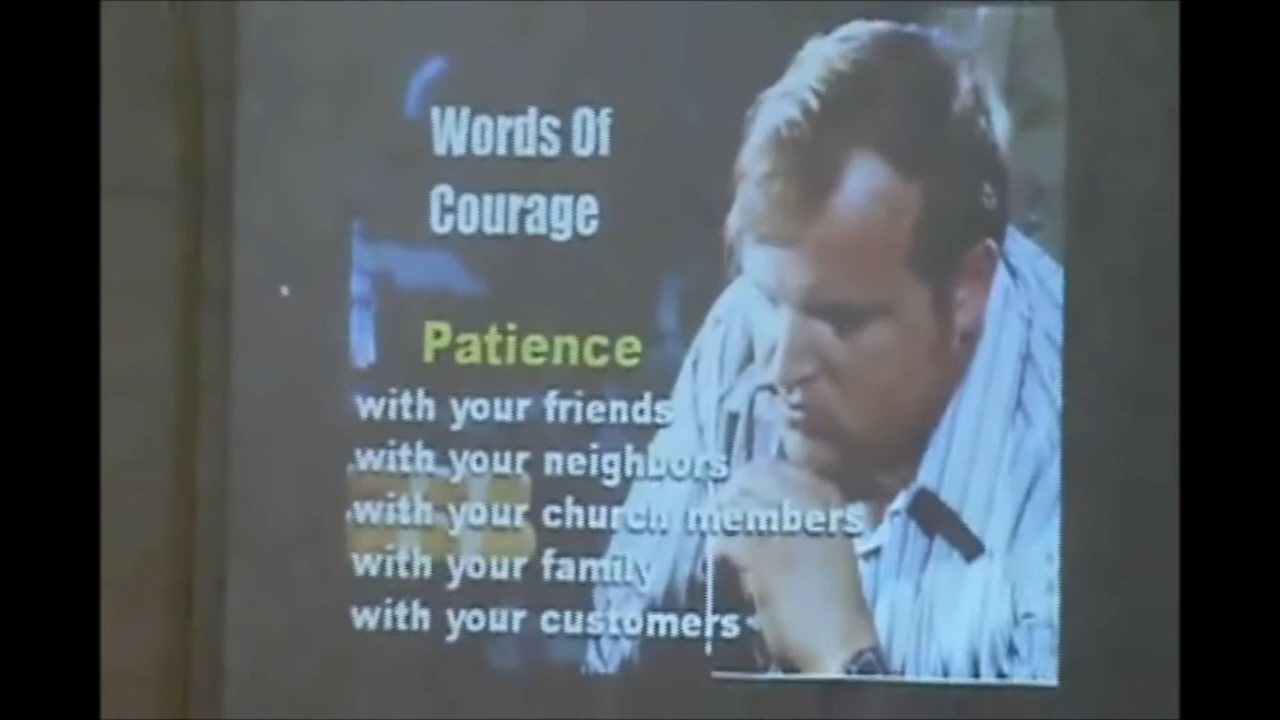 Words Of
Courage
Patience
with your friends
with your neighbors
with your church members
with your family
with your customers